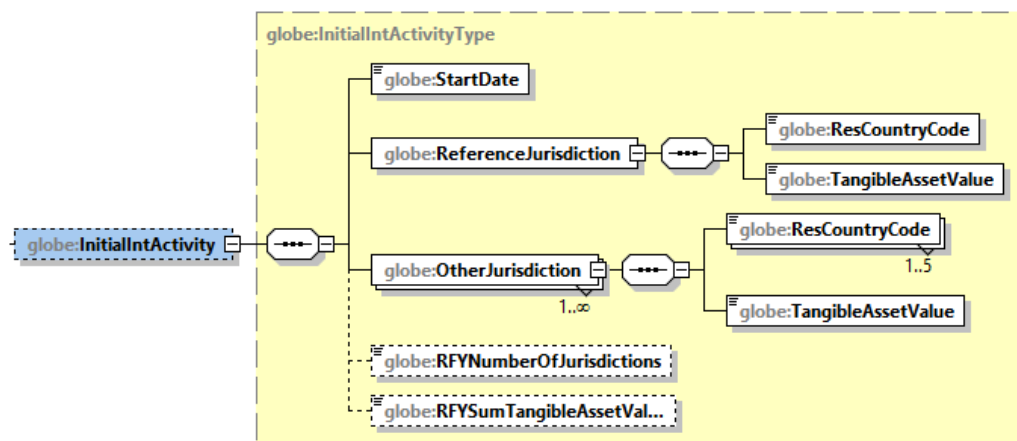 globe:InitialIntActivityType
globe:StartDate
globe:ReferenceJurisdiction
globe:ResCountryCode
globe:TangibleAssetValue
globe:InitialIntActivity
globe:OtherJurisdiction
1..∞
globe:ResCountryCode
1..5
globe:TangibleAssetValue
globe:RFYNumberOfJurisdictions
globe:RFYSumTangibleAssetVal...